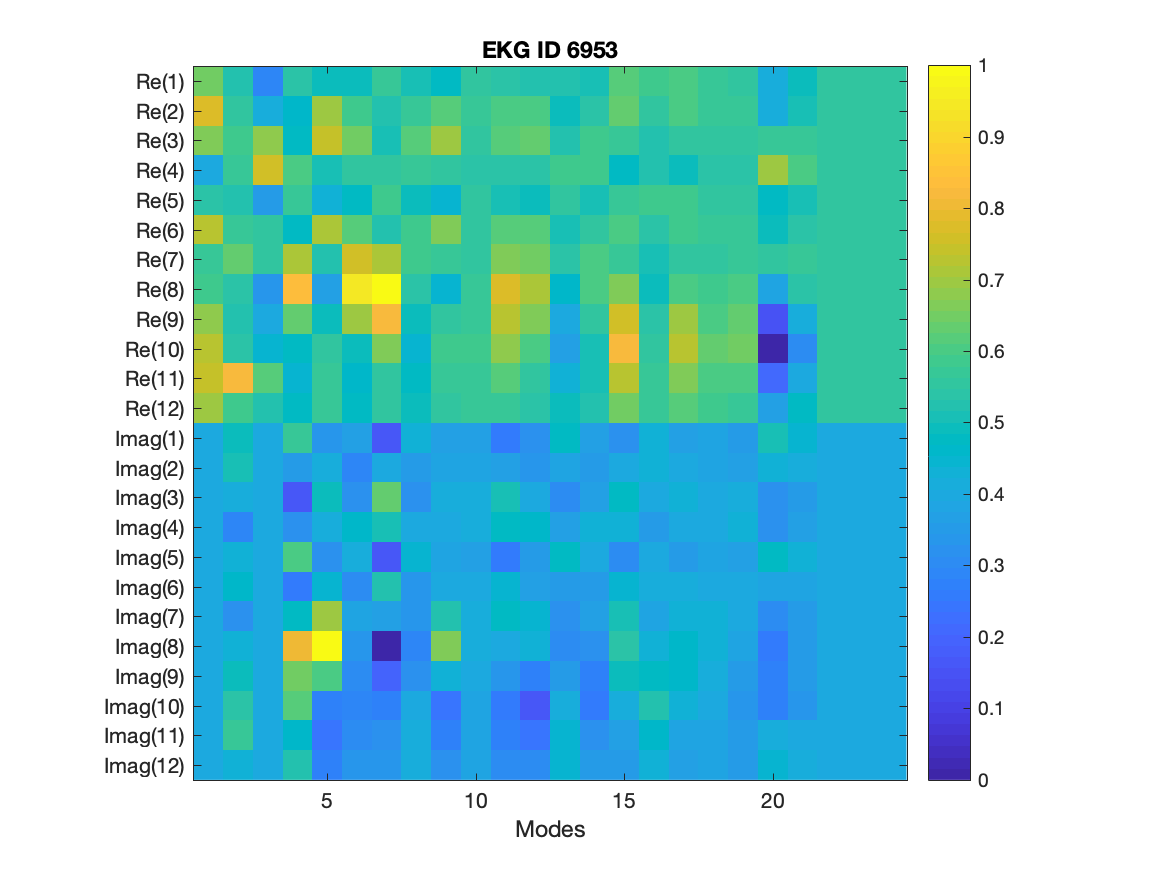 EKG ID 6953
Re(1)
Re(2)
Re(3)
Re(4)
Re(5)
Re(6)
Re(7)
Re(8)
Re(9)
Re(10)
Re(11)
Re(12)
Imag(1)
Imag(2)
Imag(3)
Imag(4)
Imag(5)
Imag(6)
Imag(7)
Imag(8)
Imag(9)
Imag(10)
Imag(11)
Imag(12)
5 10 15 20
Modes
1
0.9
0.8
0.7
0.6
0.5
0.4
0.3
0.2
0.1
0